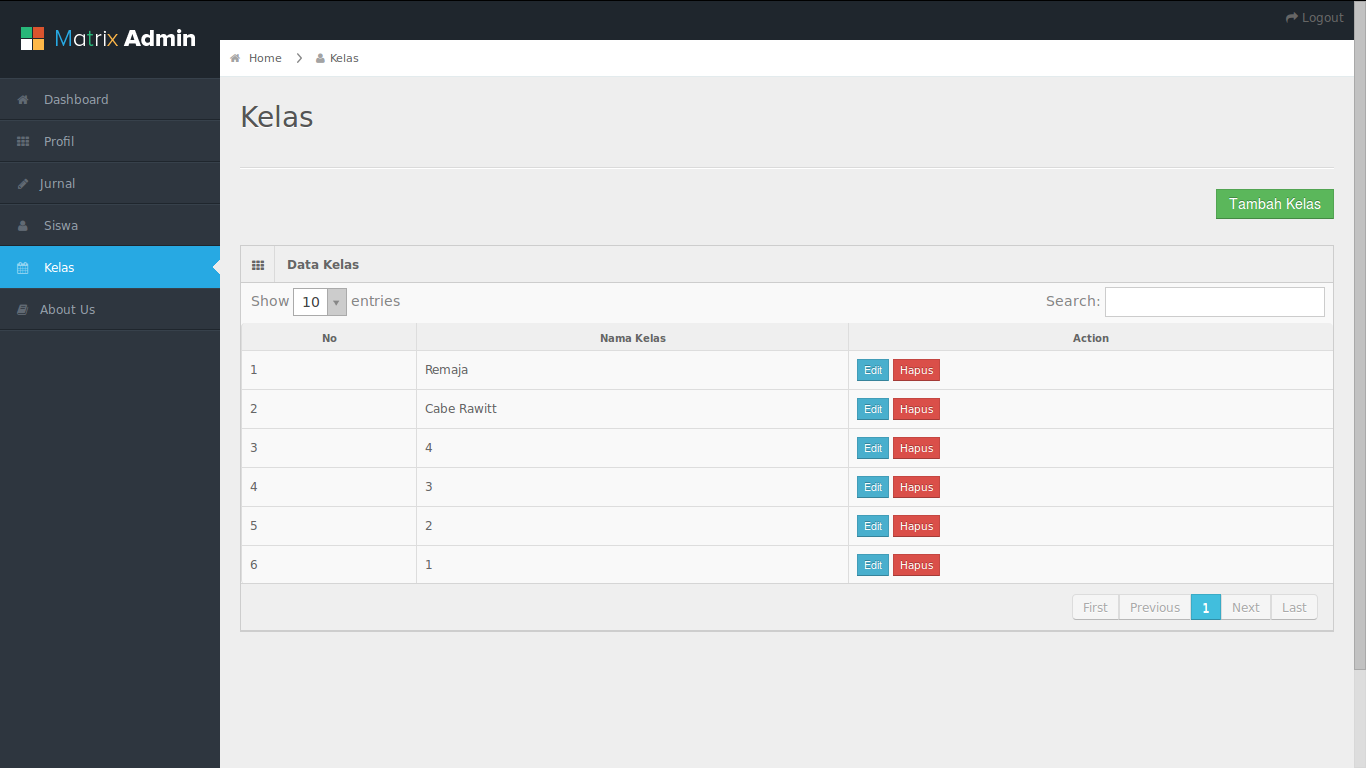 Matrix Admin
Logout
Home Kelas
Dashboard
Profil
Jurnal
Siswa
Kelas
About Us
Kelas
Tambah Kelas
Data Kelas
Show 10 entries Search:
No Nama Kelas Action
1 Remaja Edit Hapus
2 Cabe Rawitt Edit Hapus
3 4 Edit Hapus
4 3 Edit Hapus
5 2 Edit Hapus
6 1 Edit Hapus
First Previous 1 Next Last